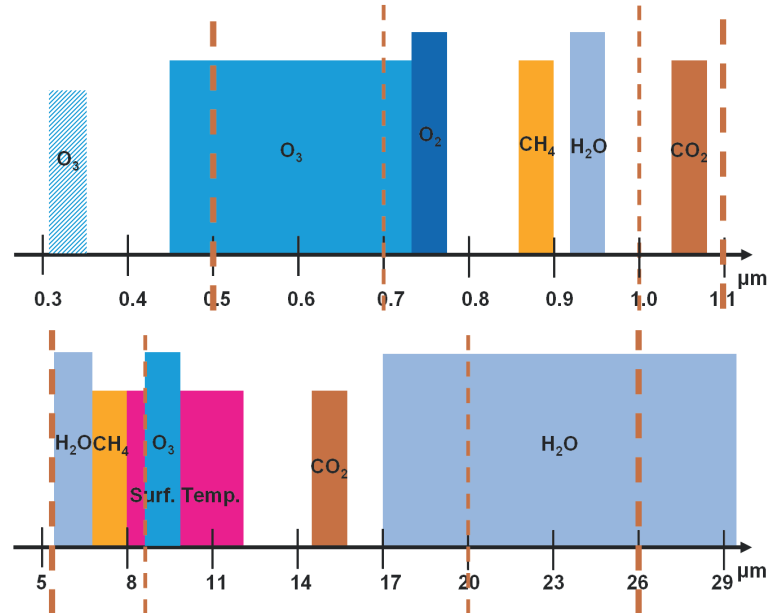 O₃
O₃
O₂
CH₄
H₂O
CO₂
0.3 0.4 0.5 0.6 0.7 0.8 0.9 1.0 1.1 µm
H₂O
CH₄
O₃
Surf. Temp.
CO₂
H₂O
5 8 11 14 17 20 23 26 29 µm